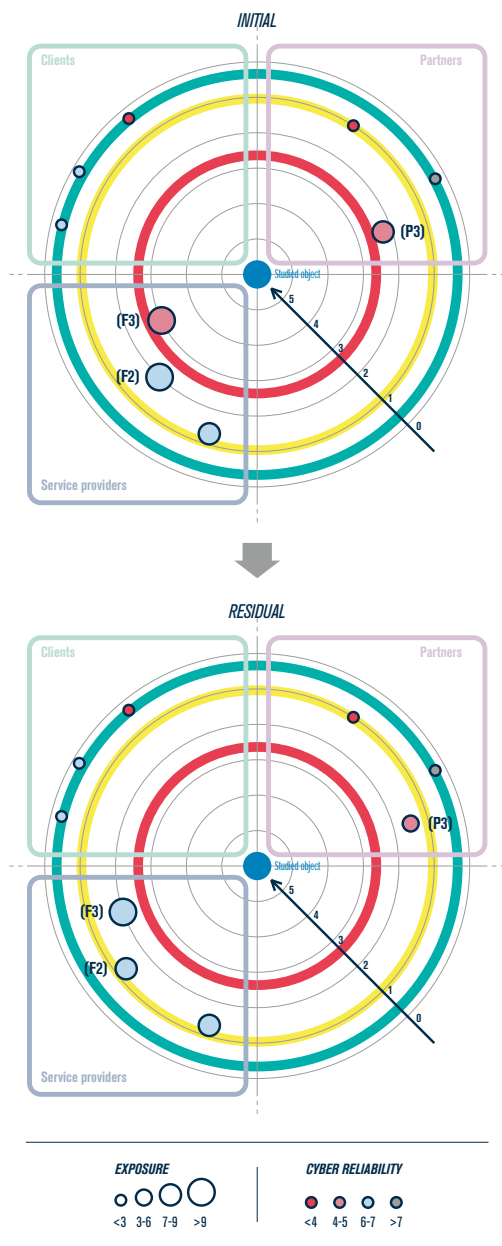 INITIAL
Clients
Partners
(P3)
Studied object
5
(F3)
4
3
(F2)
2
1
0
Service providers
RESIDUAL
Clients
Partners
(P3)
Studied object
5
(F3)
4
3
(F2)
2
1
0
Service providers
EXPOSURE
<3 3-6 7-9 >9
CYBER RELIABILITY
<4 4-5 6-7 >7